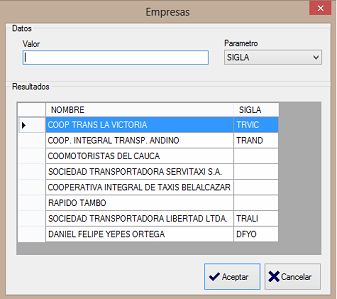 Empresas
Datos
Valor Parametro
SIGLA
Resultados
NOMBRE SIGLA
COOP TRANS LA VICTORIA TRVIC
COOP. INTEGRAL TRANSP. ANDINO TRAND
COOMOTORISTAS DEL CAUCA
SOCIEDAD TRANSPORTADORA SERVITAXI S.A.
COOPERATIVA INTEGRAL DE TAXIS BELALCAZAR
RAPIDO TAMBO
SOCIEDAD TRANSPORTADORA LIBERTAD LTDA. TRALI
DANIEL FELIPE YEPES ORTEGA DFYO
Aceptar Cancelar